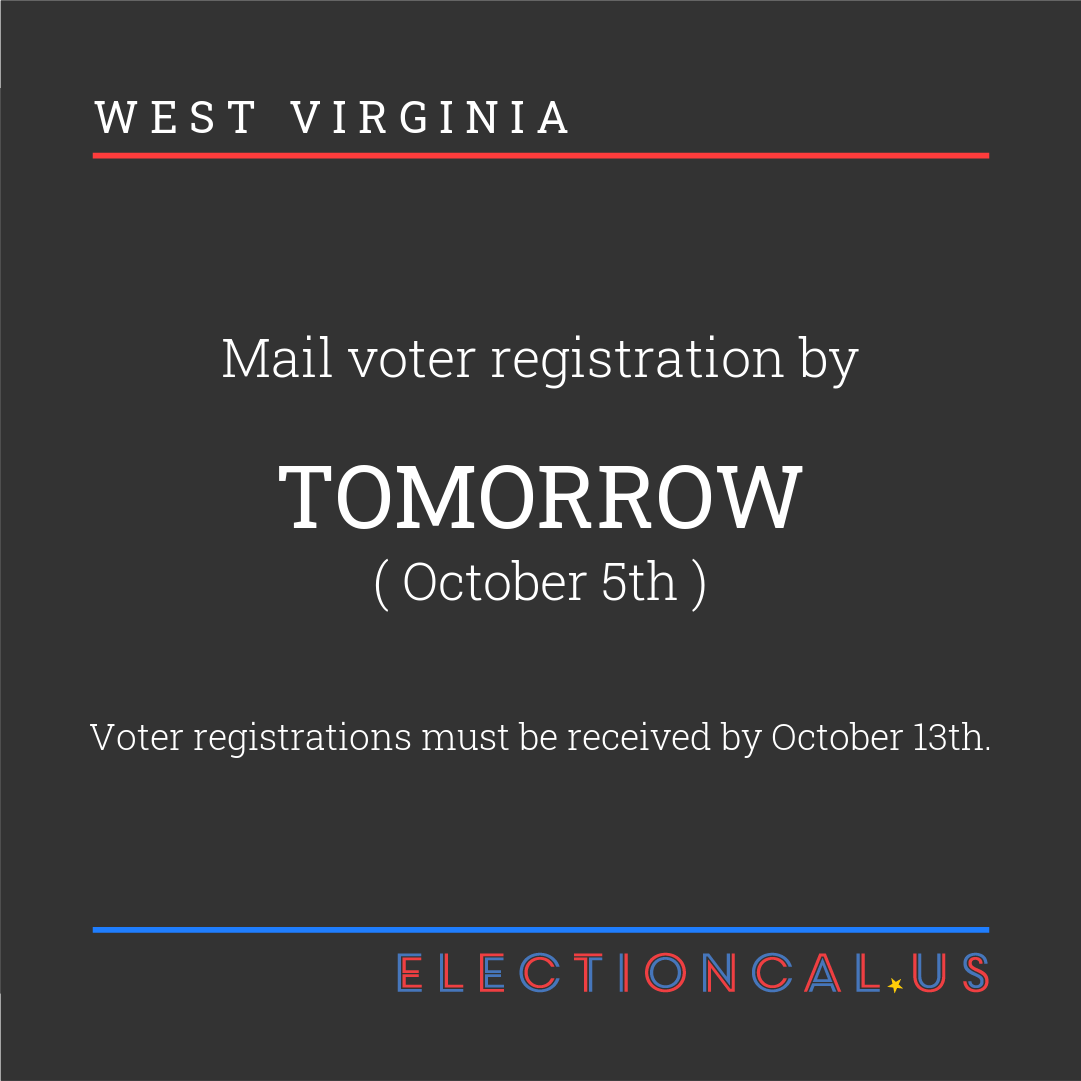 WEST VIRGINIA
Mail voter registration by
TOMORROW
( October 5th )
Voter registrations must be received by October 13th.
ELECTIONCAL.US